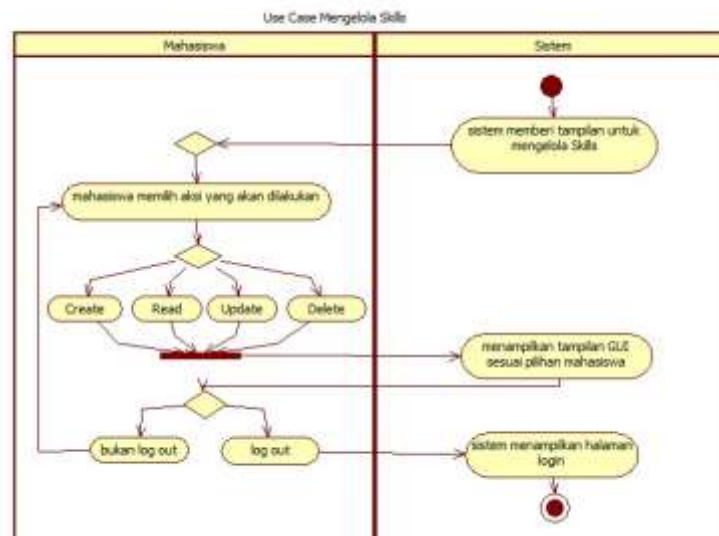 Use Case Mengelola Skills
Mahasiswa
Sistem
sistem memberi tampilan untuk
mengelola Skills
mahasiswa memilih aksi yang akan dilakukan
Create
Read
Update
Delete
menampilkan tampilan GUI
sesuai pilihan mahasiswa
bukan log out
log out
sistem menampilkan halaman
login